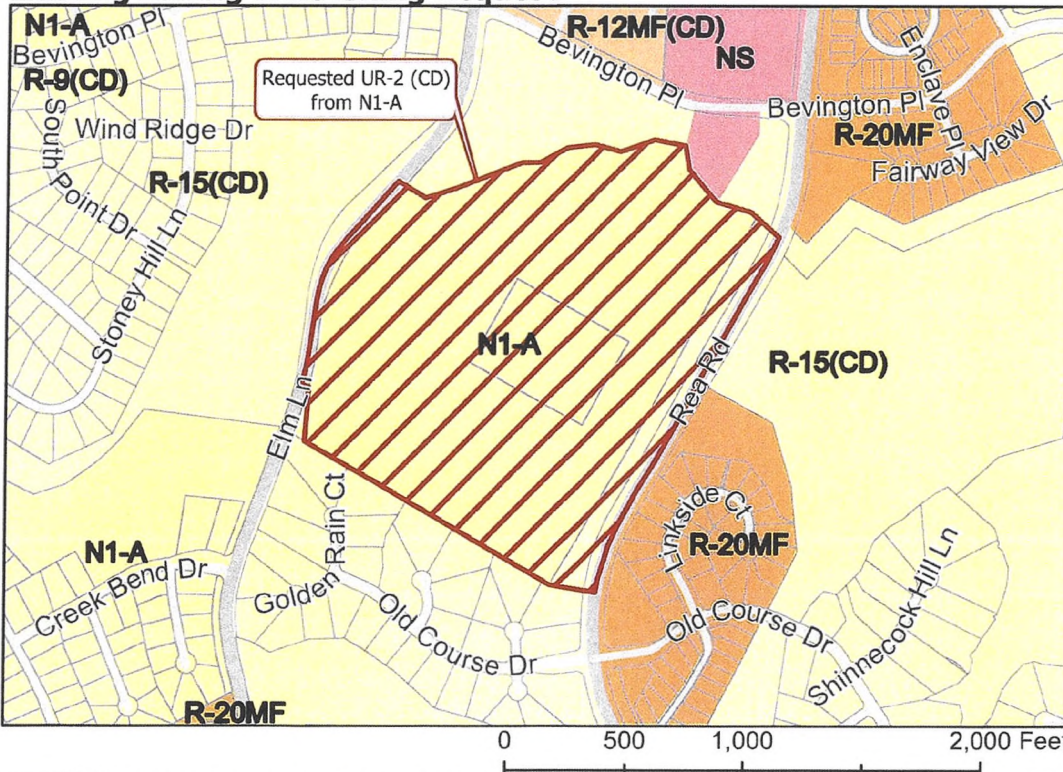 N1-A
Bevington Pl
R-9(CD)
South Point Dr
Wind Ridge Dr
R-15(CD)
Stoney Hill Ln
Requested UR-2 (CD)
from N1-A
R-12MF(CD)
NS
Bevington Pl
Bevington Pl
Enclave Pl
R-20MF
Fairway View Dr
N1-A
Rea Rd
R-15(CD)
Elm Ln
Golden Rain Ct
N1-A
Creek Bend Dr
Old Course Dr
Linkside Ct
R-20MF
Old Course Dr
Shinnecock Hill Ln
R-20MF
0 500 1,000 2,000 Feet